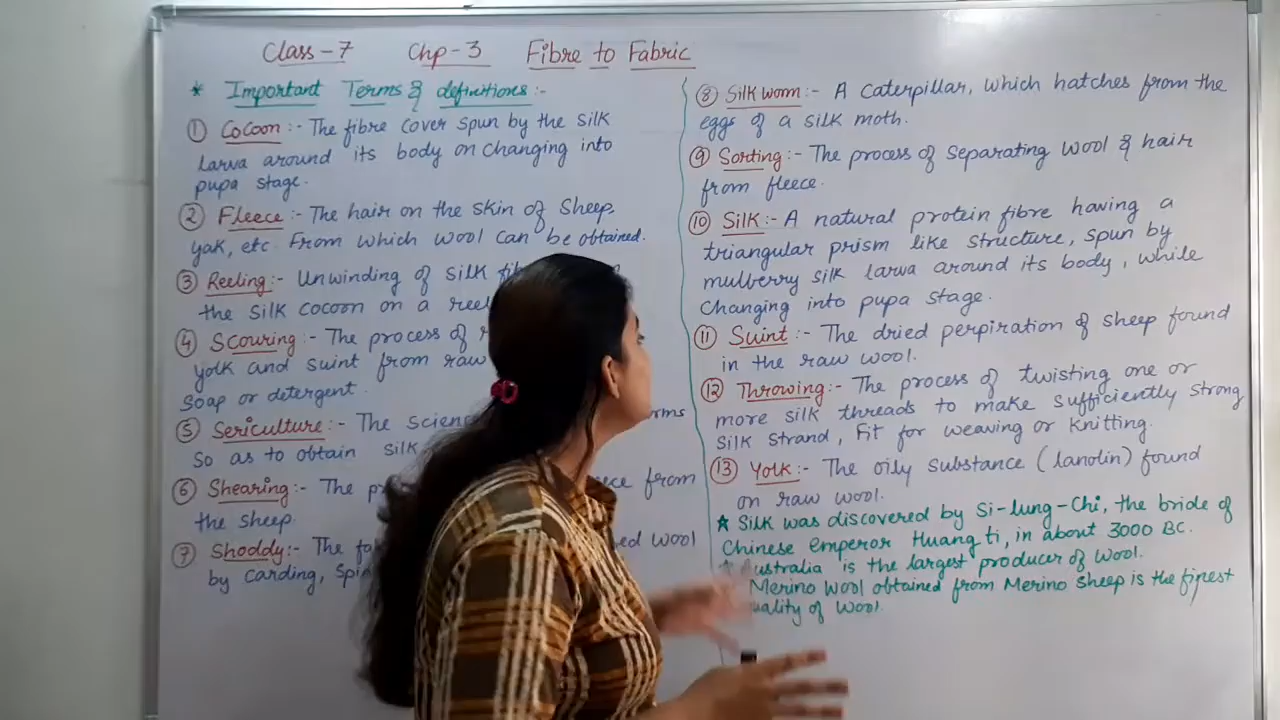 Class-7 Chp-3 Fibre to Fabric
* Important Terms & definitions:-
① Cocoon:- The fibre cover spun by the silk
larva around its body on changing into
pupa stage.
② Fleece:- The hair on the skin of sheep,
yak, etc. From which wool can be obtained.
③ Reeling:- Unwinding of silk
the silk cocoon on a reel
④ Scouring:- The process of
yolk and suint from raw
soap or detergent.
⑤ Sericulture:- The science
so as to obtain silk
⑥ Shearing:- The from
the sheep.
⑦ Shoddy:- The wool
by carding,
⑧ Silk worm:- A caterpillar, which hatches from the
eggs of a silk moth.
⑨ Sorting:- The process of separating wool & hair
from fleece.
⑩ Silk:- A natural protein fibre having a
triangular prism like structure, spun by
mulberry silk larva around its body, while
changing into pupa stage.
⑪ Suint:- The dried perpiration of sheep found
in the raw wool.
⑫ Throwing:- The process of twisting one or
more silk threads to make sufficiently strong
silk strand, fit for weaving or knitting.
⑬ Yolk:- The oily substance (lanolin) found
on raw wool.
★ Silk was discovered by Si-lung-Chi, the bride of
Chinese emperor Huang ti, in about 3000 BC.
* Australia is the largest producer of wool.
Merino wool obtained from Merino sheep is the finest
quality of wool.